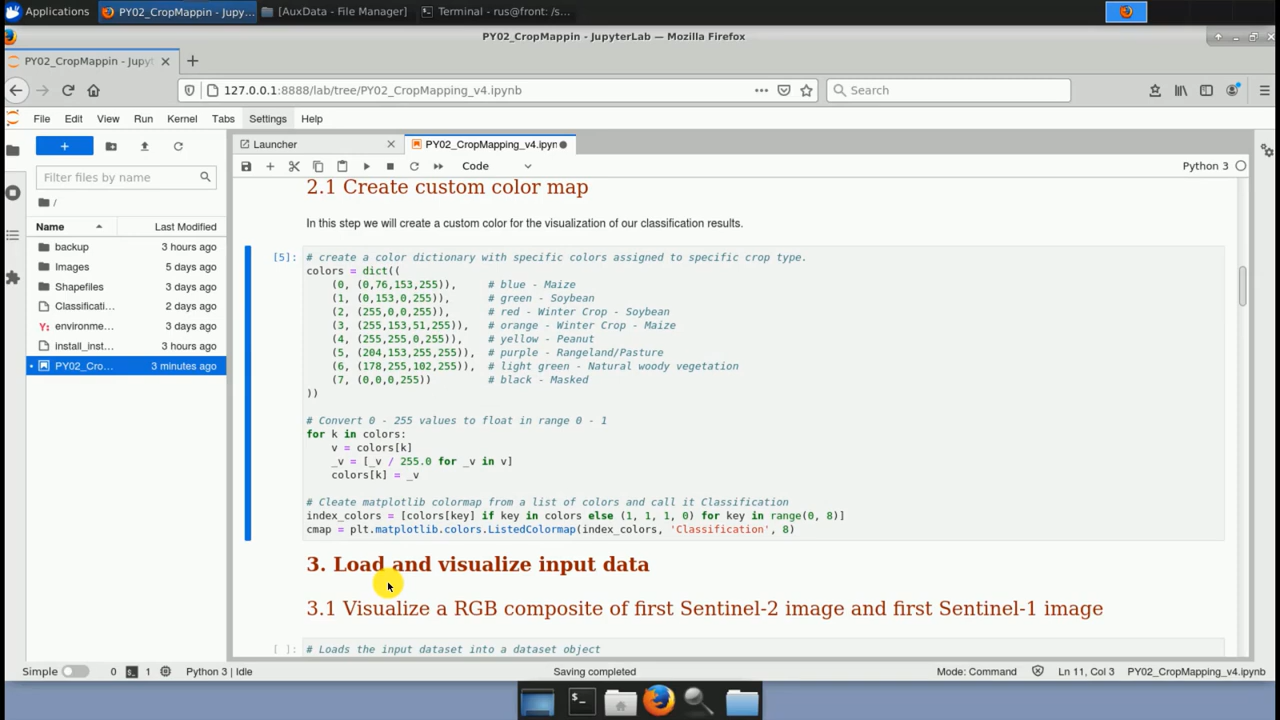 Applications
PY02_CropMappin - Jupy...
[AuxData - File Manager]
Terminal - rus@front: /s...
PY02_CropMappin - JupyterLab — Mozilla Firefox
PY02_CropMappin - Jupyt
127.0.0.1:8888/lab/tree/PY02_CropMapping_v4.ipynb
Search
File Edit View Run Kernel Tabs Settings Help
Launcher
PY02_CropMapping_v4.ipyn
Code
Python 3
Filter files by name
/
Name Last Modified
backup 3 hours ago
Images 5 days ago
Shapefiles 3 days ago
Classificati... 2 days ago
Y: environme... 3 days ago
install_inst... 3 hours ago
PY02_Cro... 3 minutes ago
2.1 Create custom color map
In this step we will create a custom color for the visualization of our classification results.
[5]: # create a color dictionary with specific colors assigned to specific crop type.
colors = dict((
(0, (0,76,153,255)), # blue - Maize
(1, (0,153,0,255)), # green - Soybean
(2, (255,0,0,255)), # red - Winter Crop - Soybean
(3, (255,153,51,255)), # orange - Winter Crop - Maize
(4, (255,255,0,255)), # yellow - Peanut
(5, (204,153,255,255)), # purple - Rangeland/Pasture
(6, (178,255,102,255)), # light green - Natural woody vegetation
(7, (0,0,0,255)) # black - Masked
))
# Convert 0 - 255 values to float in range 0 - 1
for k in colors:
v = colors[k]
_v = [_v / 255.0 for _v in v]
colors[k] = _v
# Cleate matplotlib colormap from a list of colors and call it Classification
index_colors = [colors[key] if key in colors else (1, 1, 1, 0) for key in range(0, 8)]
cmap = plt.matplotlib.colors.ListedColormap(index_colors, 'Classification', 8)
3. Load and visualize input data
3.1 Visualize a RGB composite of first Sentinel-2 image and first Sentinel-1 image
[ ]: # Loads the input dataset into a dataset object
Simple 0 1 Python 3 | Idle Saving completed Mode: Command Ln 11, Col 3 PY02_CropMapping_v4.ipynb